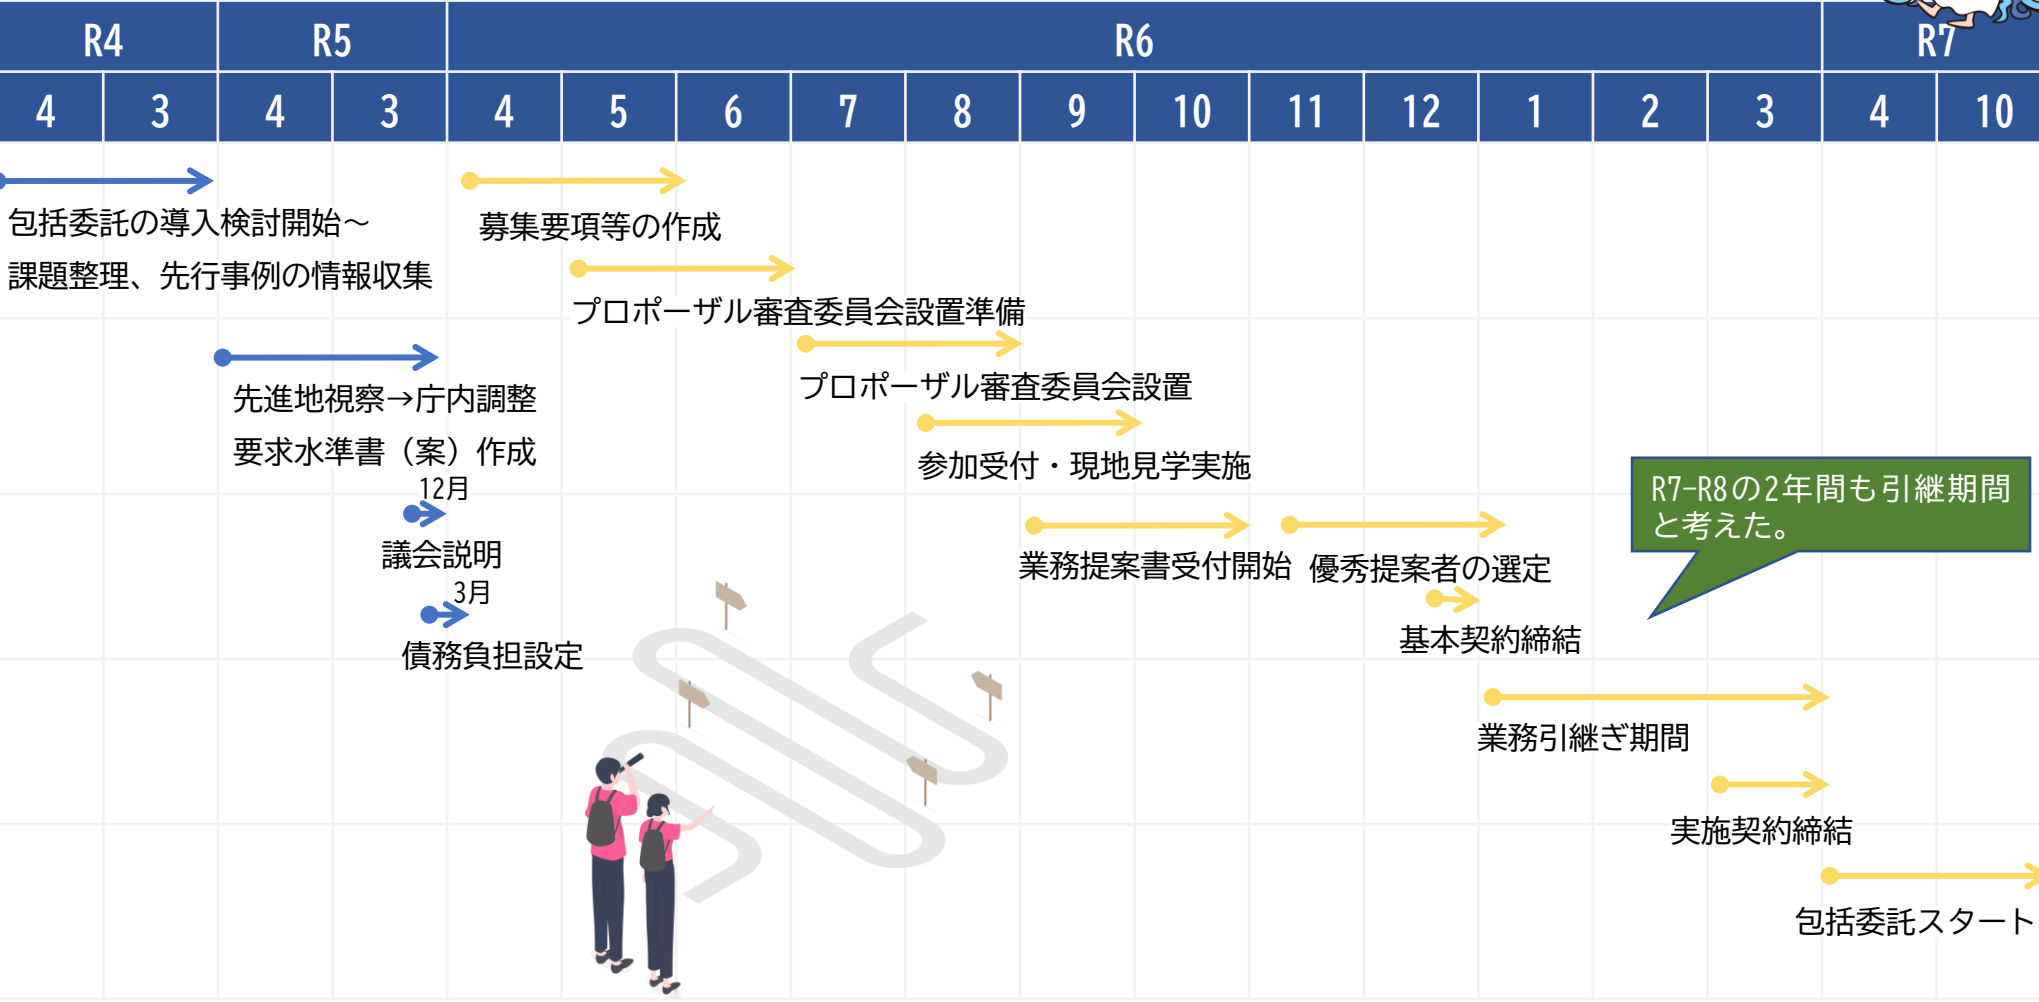 R4 R5 R6 R7
4 3 4 3 4 5 6 7 8 9 10 11 12 1 2 3 4 10
包括委託の導入検討開始～
課題整理、先行事例の情報収集
募集要項等の作成
プロポーザル審査委員会設置準備
先進地視察→庁内調整
要求水準書（案）作成
プロポーザル審査委員会設置
参加受付・現地見学実施
12月
議会説明
3月
債務負担設定
業務提案書受付開始
優秀提案者の選定
R7-R8の2年間も引継期間
と考えた。
基本契約締結
業務引継ぎ期間
実施契約締結
包括委託スタート